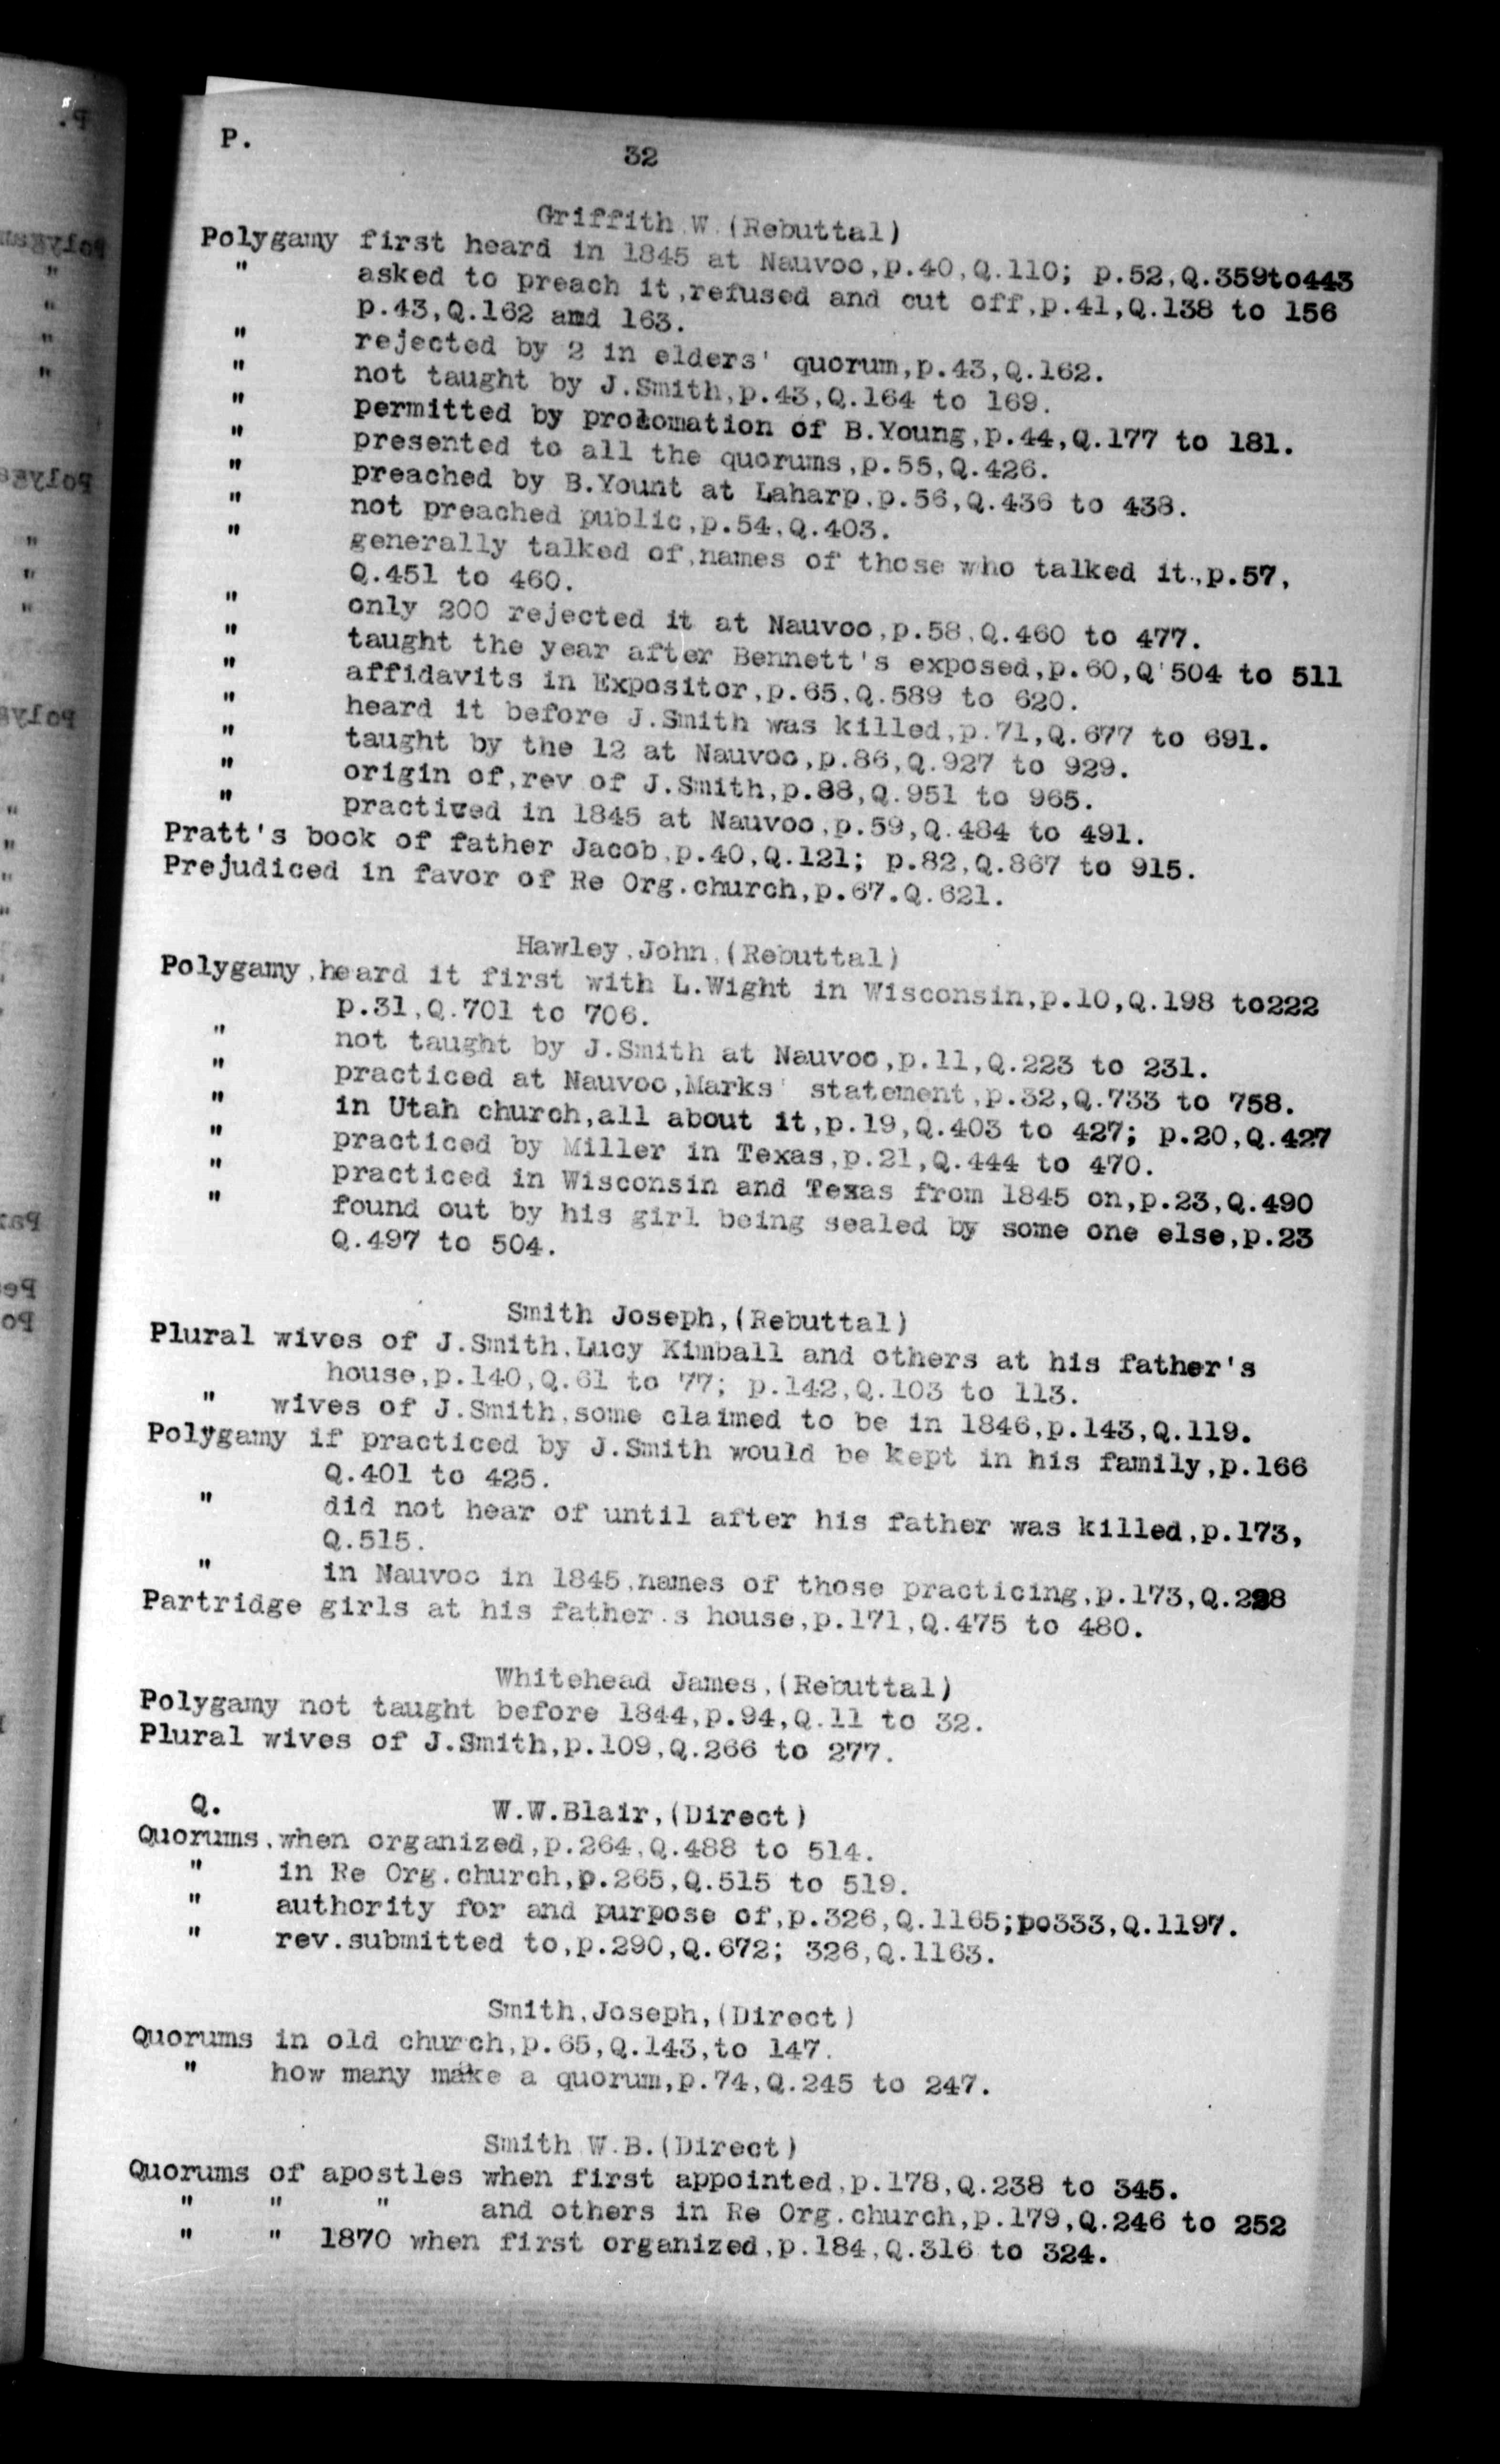 P.
32
Griffith W.(Rebuttal)
Polygamy first heard in 1845 at Nauvoo,p.40,Q.110; p.52,Q.359to443
" asked to preach it,refused and cut off,p.41,Q.138 to 156
p.43,Q.162 amd 163.
" rejected by 2 in elders' quorum,p.43,Q.162.
" not taught by J.Smith,p.43,Q.164 to 169.
" permitted by prolomation of B.Young,p.44,Q.177 to 181.
" presented to all the quorums,p.55,Q.426.
" preached by B.Yount at Laharp,p.56,Q.436 to 438.
" not preached public,p.54,Q.403.
" generally talked of,names of those who talked it.,p.57,
Q.451 to 460.
" only 200 rejected it at Nauvoo,p.58,Q.460 to 477.
" taught the year after Bennett's exposed,p.60,Q'504 to 511
" affidavits in Expositor,p.65,Q.589 to 620.
" heard it before J.Smith was killed,p.71,Q.677 to 691.
" taught by the 12 at Nauvoo,p.86,Q.927 to 929.
" origin of,rev of J.Smith,p.88,Q.951 to 965.
" practiced in 1845 at Nauvoo,p.59,Q.484 to 491.
Pratt's book of father Jacob,p.40,Q.121; p.82,Q.867 to 915.
Prejudiced in favor of Re Org.church,p.67.Q.621.
Hawley,John,(Rebuttal)
Polygamy,heard it first with L.Wight in Wisconsin,p.10,Q.198 to222
p.31,Q.701 to 706.
" not taught by J.Smith at Nauvoo,p.11,Q.223 to 231.
" practiced at Nauvoo,Marks' statement,p.32,Q.733 to 758.
" in Utah church,all about it,p.19,Q.403 to 427; p.20,Q.427
" practiced by Miller in Texas,p.21,Q.444 to 470.
" practiced in Wisconsin and Texas from 1845 on,p.23,Q.490
" found out by his girl being sealed by some one else,p.23
Q.497 to 504.
Smith Joseph,(Rebuttal)
Plural wives of J.Smith,Lucy Kimball and others at his father's
house,p.140,Q.61 to 77; p.142,Q.103 to 113.
" wives of J.Smith,some claimed to be in 1846,p.143,Q.119.
Polygamy if practiced by J.Smith would be kept in his family,p.166
Q.401 to 425.
" did not hear of until after his father was killed,p.173,
Q.515.
" in Nauvoo in 1845,names of those practicing,p.173,Q.298
Partridge girls at his father.s house,p.171,Q.475 to 480.
Whitehead James,(Rebuttal)
Polygamy not taught before 1844,p.94,Q.11 to 32.
Plural wives of J.Smith,p.109,Q.266 to 277.
Q.
W.W.Blair,(Direct)
Quorums,when organized,p.264,Q.488 to 514.
" in Re Org.church,p.265,Q.515 to 519.
" authority for and purpose of,p.326,Q.1165;po333,Q.1197.
" rev.submitted to,p.290,Q.672; 326,Q.1163.
Smith,Joseph,(Direct)
Quorums in old church,p.65,Q.143,to 147.
" how many make a quorum,p.74,Q.245 to 247.
Smith W.B.(Direct)
Quorums of apostles when first appointed,p.178,Q.238 to 345.
" " " and others in Re Org.church,p.179,Q.246 to 252
" " 1870 when first organized,p.184,Q.316 to 324.